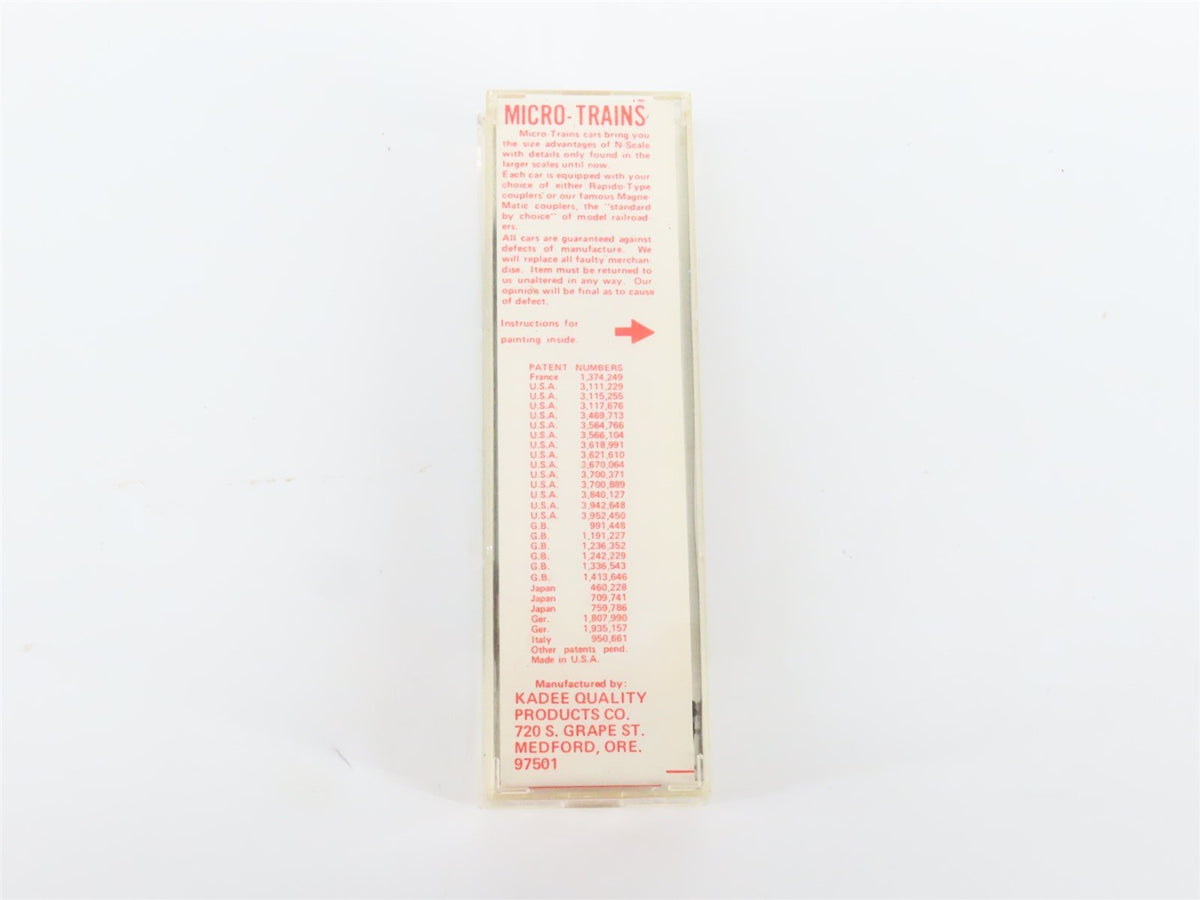 MICRO-TRAINS
Micro-Trains cars bring you
the size advantages of N-Scale
with details only found in the
larger scales until now.
Each car is equipped with your
choice of either Rapido-Type
couplers or our famous Magne-
Matic couplers, the "standard
by choice" of model railroad-
ers.
All cars are guaranteed against
defects of manufacture. We
will replace all faulty merchan-
dise. Item must be returned to
us unaltered in any way. Our
opinion will be final as to cause
of defect.
Instructions for
painting inside.
PATENT NUMBERS
France 1,374,249
U.S.A. 3,111,229
U.S.A. 3,115,255
U.S.A. 3,117,676
U.S.A. 3,469,713
U.S.A. 3,564,766
U.S.A. 3,566,104
U.S.A. 3,618,991
U.S.A. 3,621,610
U.S.A. 3,670,064
U.S.A. 3,700,371
U.S.A. 3,700,889
U.S.A. 3,840,127
U.S.A. 3,942,648
U.S.A. 3,952,450
G.B. 991,448
G.B. 1,191,227
G.B. 1,236,352
G.B. 1,242,229
G.B. 1,336,543
G.B. 1,413,646
Japan 460,228
Japan 709,741
Japan 759,786
Ger. 1,807,990
Ger. 1,935,157
Italy 950,661
Other patents pend.
Made in U.S.A.
Manufactured by:
KADEE QUALITY
PRODUCTS CO.
720 S. GRAPE ST.
MEDFORD, ORE.
97501